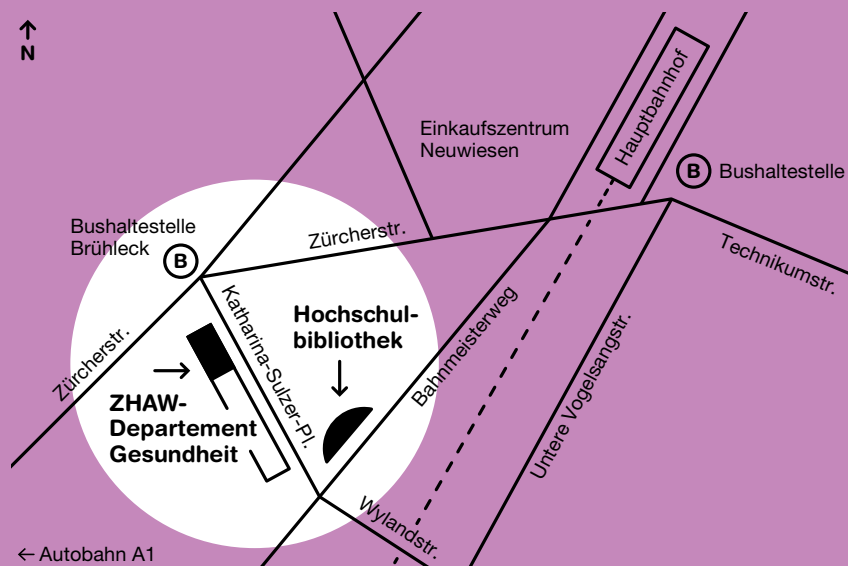 N
Hauptbahnhof
Einkaufszentrum
Neuwiesen
B Bushaltestelle
Bushaltestelle
Brühleck
B
Zürcherstr.
Technikumstr.
Katharina-Sulzer-Pl.
Hochschul-
bibliothek
Bahnmeisterweg
Zürcherstr.
Untere Vogelsangstr.
ZHAW-
Departement
Gesundheit
Wylandstr.
← Autobahn A1